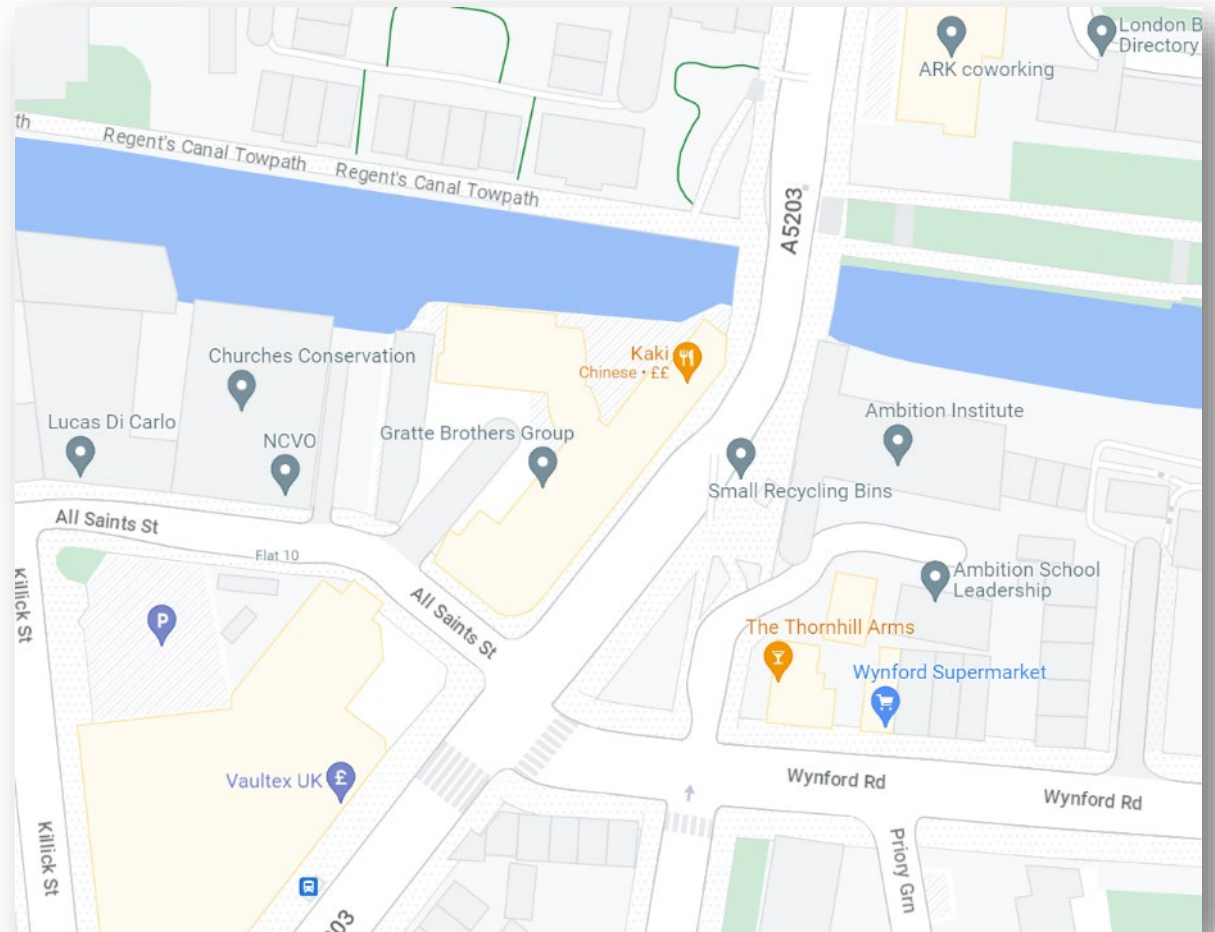 London B
Directory
ARK coworking
th
Regent's Canal Towpath
Regent's Canal Towpath
A5203
Kaki
Chinese • ££
Churches Conservation
Lucas Di Carlo
NCVO
Gratte Brothers Group
Ambition Institute
Small Recycling Bins
All Saints St
Flat 10
Killick St
All Saints St
Ambition School
Leadership
P
The Thornhill Arms
Wynford Supermarket
Vaultex UK
£
Wynford Rd
Wynford Rd
Killick St
Priory Grn
03